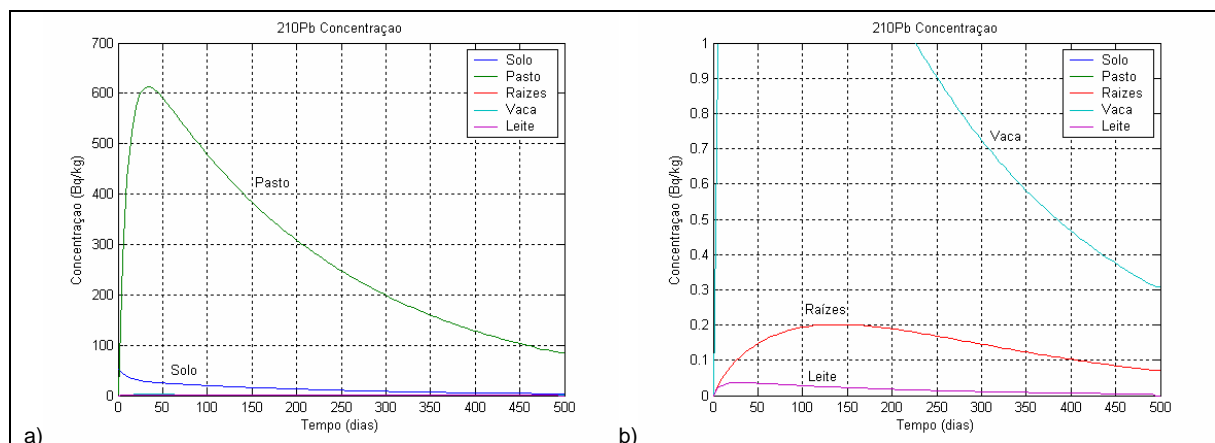 210Pb Concentraçao
700
600
500
400
300
200
100
0
Concentraçao (Bq/kg)
Solo
Pasto
Raizes
Vaca
Leite
Pasto
Solo
0 50 100 150 200 250 300 350 400 450 500
Tempo (dias)
a)
210Pb Concentraçao
1
0.9
0.8
0.7
0.6
0.5
0.4
0.3
0.2
0.1
0
Concentraçao (Bq/kg)
Solo
Pasto
Raizes
Vaca
Leite
Vaca
Raízes
Leite
0 50 100 150 200 250 300 350 400 450 500
Tempo (dias)
b)